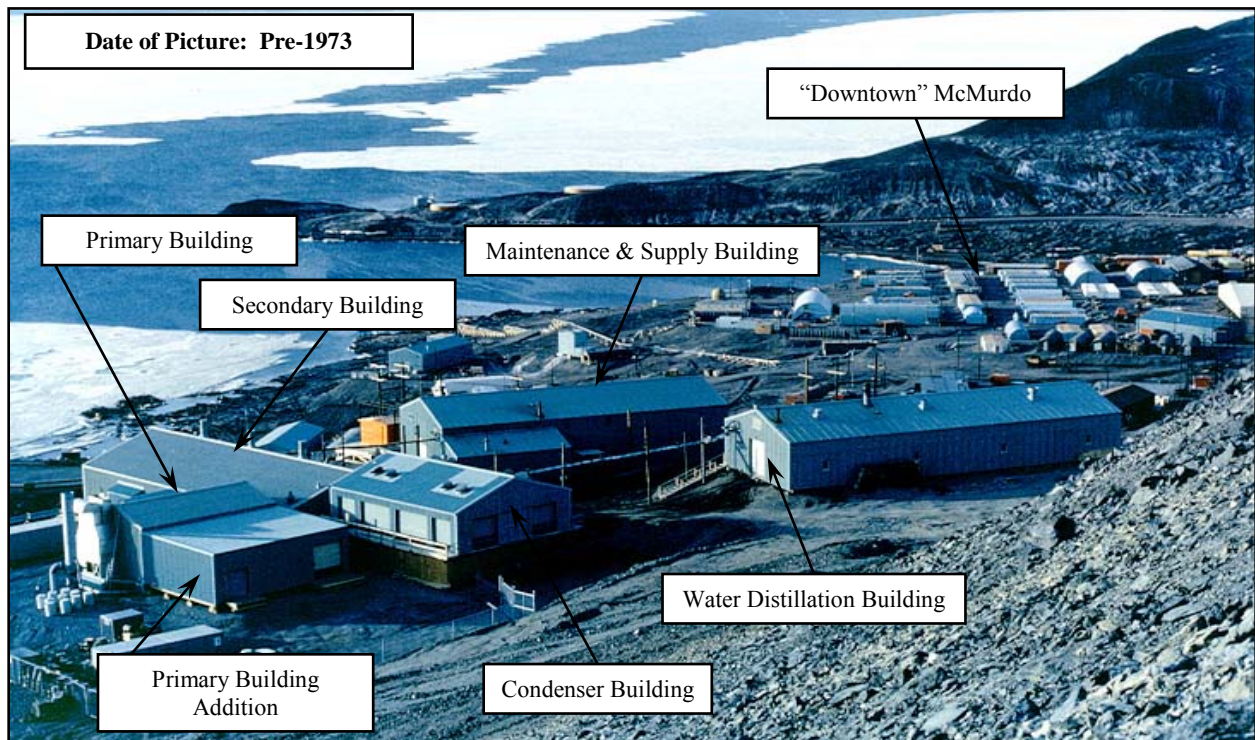 Date of Picture: Pre-1973
“Downtown” McMurdo
Primary Building
Maintenance & Supply Building
Secondary Building
Water Distillation Building
Primary Building
Addition
Condenser Building